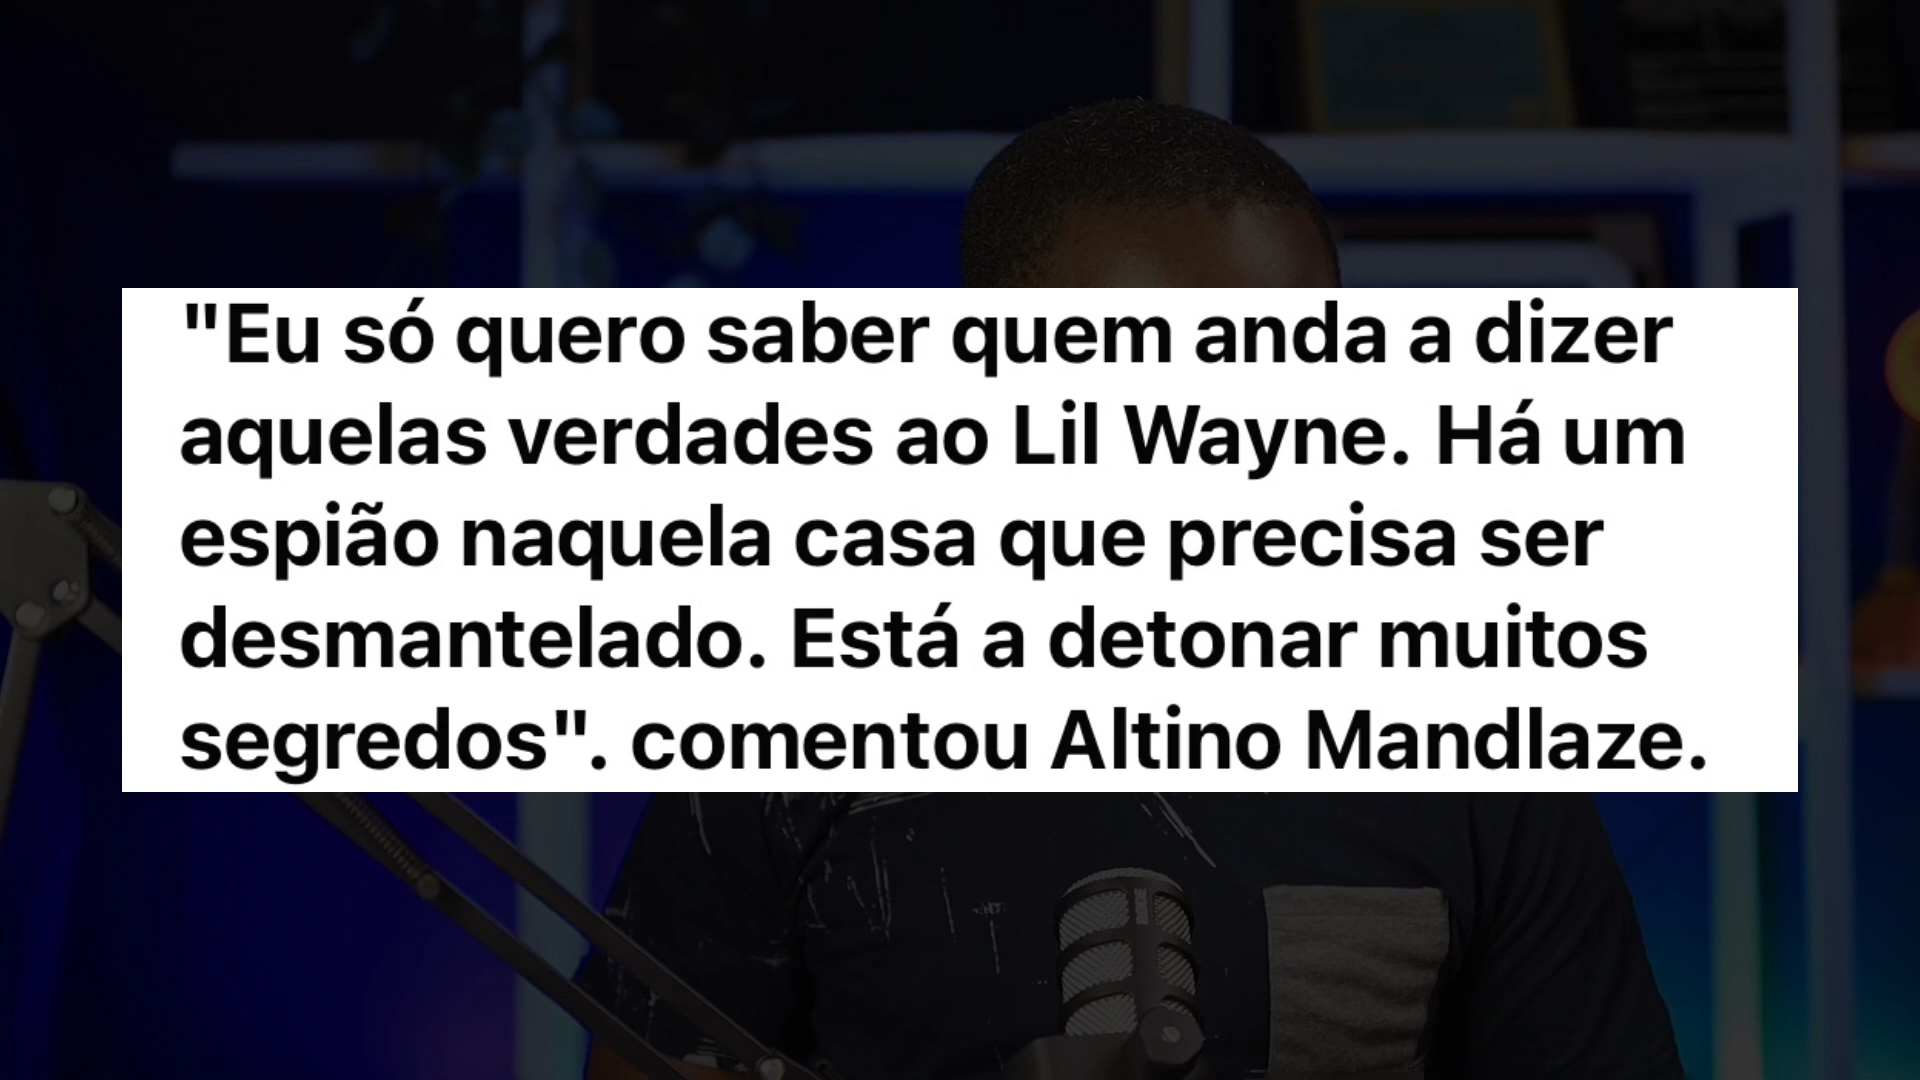 "Eu só quero saber quem anda a dizer
aquelas verdades ao Lil Wayne. Há um
espião naquela casa que precisa ser
desmantelado. Está a detonar muitos
segredos". comentou Altino Mandlaze.